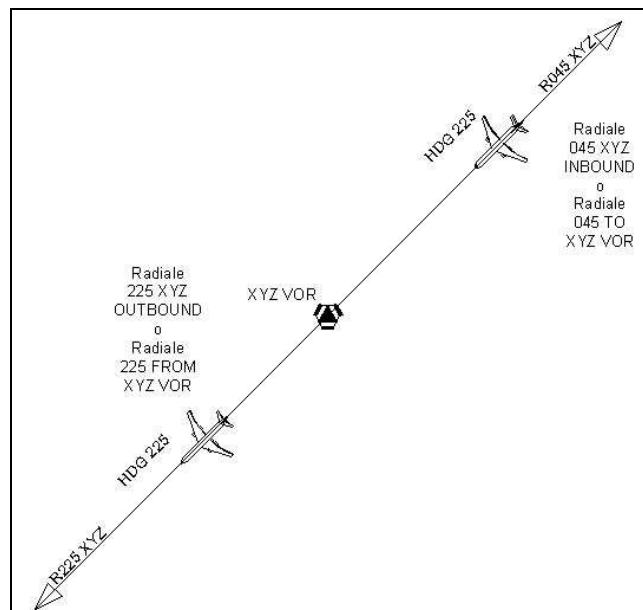 R045 XYZ
HDG 225
Radiale
045 XYZ
INBOUND
o
Radiale
045 TO
XYZ VOR
XYZ VOR
Radiale
225 XYZ
OUTBOUND
o
Radiale
225 FROM
XYZ VOR
HDG 225
R225 XYZ